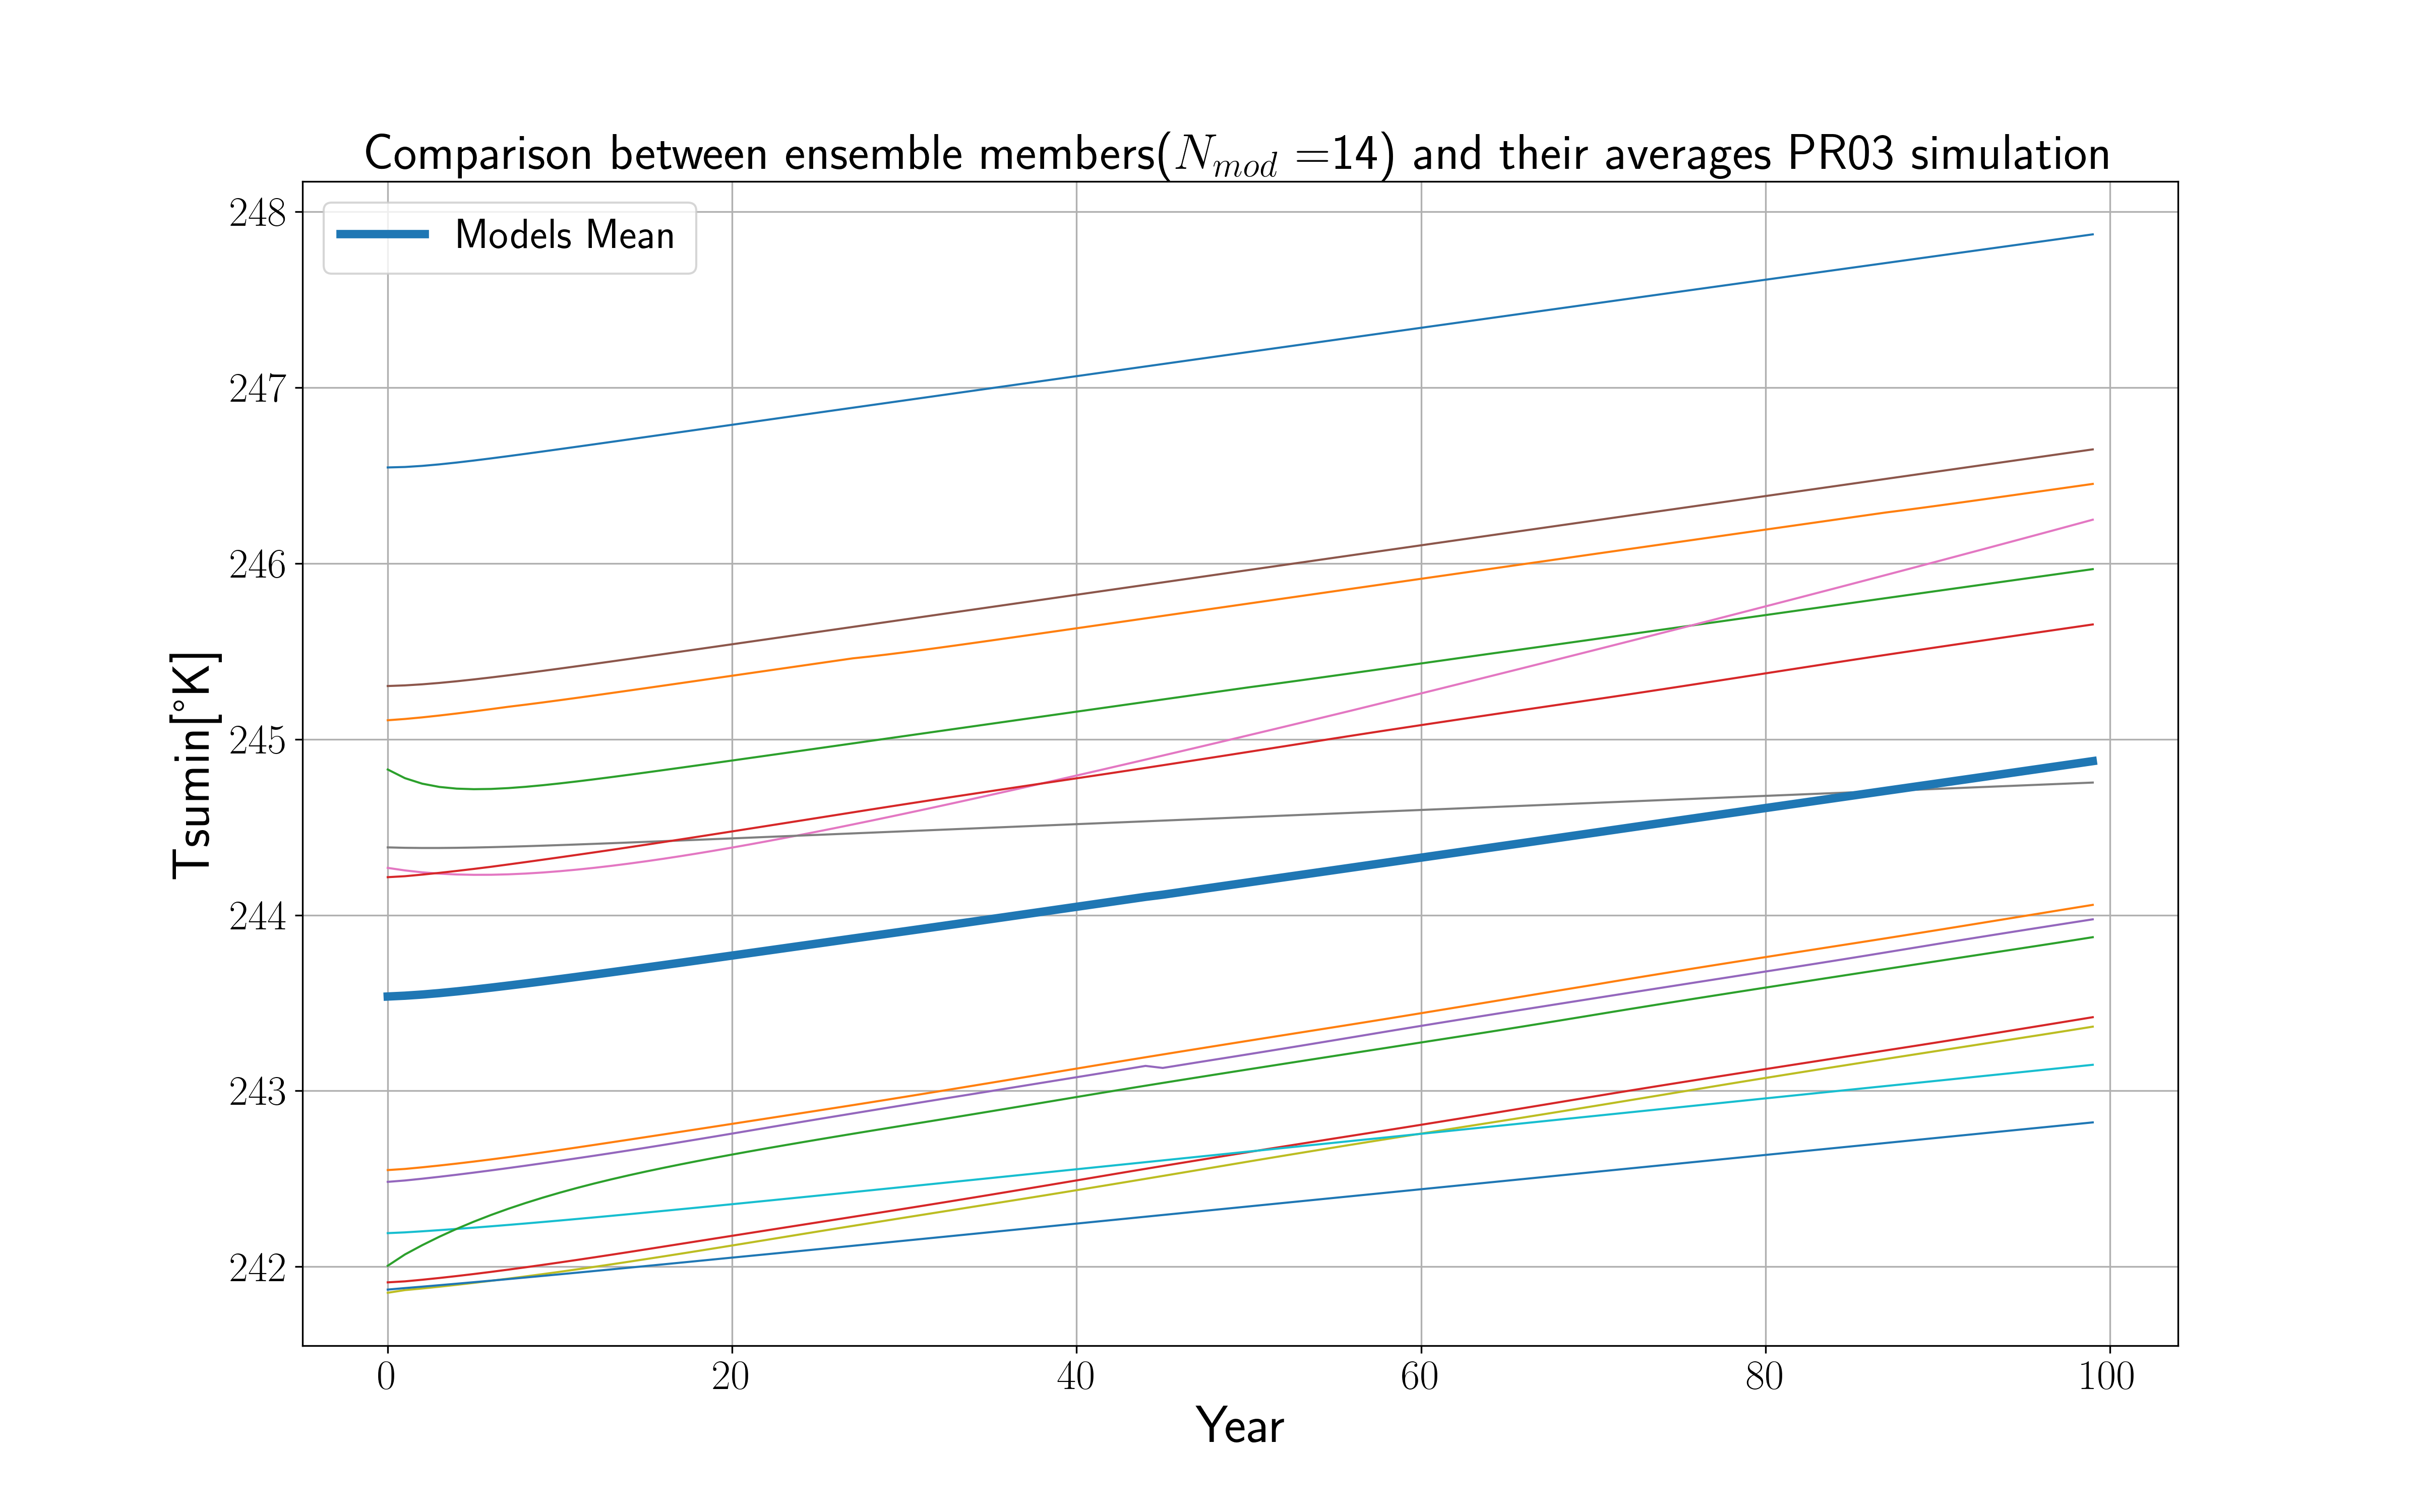 Comparison between ensemble members($N_{mod}$ =14) and their averages PR03 simulation
Models Mean
248
247
246
245
244
243
242
Tsumin[°K]
0 20 40 60 80 100
Year